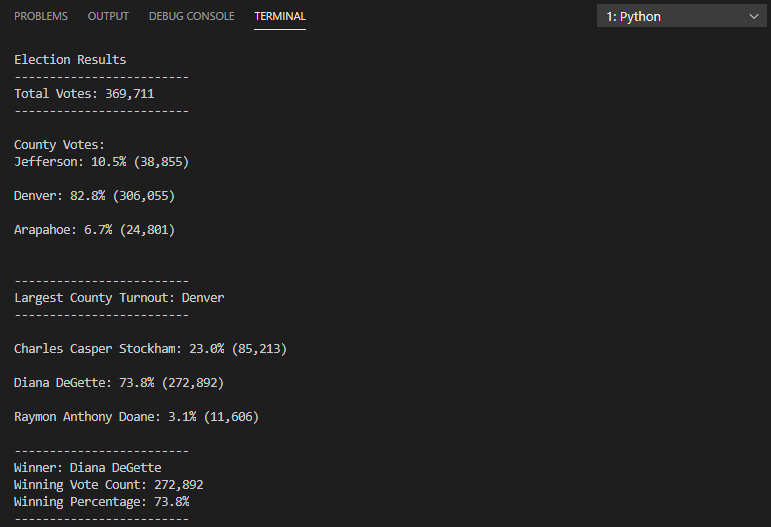 PROBLEMS OUTPUT DEBUG CONSOLE TERMINAL 1: Python
Election Results
-------------------------
Total Votes: 369,711
-------------------------
County Votes:
Jefferson: 10.5% (38,855)
Denver: 82.8% (306,055)
Arapahoe: 6.7% (24,801)
-------------------------
Largest County Turnout: Denver
-------------------------
Charles Casper Stockham: 23.0% (85,213)
Diana DeGette: 73.8% (272,892)
Raymon Anthony Doane: 3.1% (11,606)
-------------------------
Winner: Diana DeGette
Winning Vote Count: 272,892
Winning Percentage: 73.8%
-------------------------